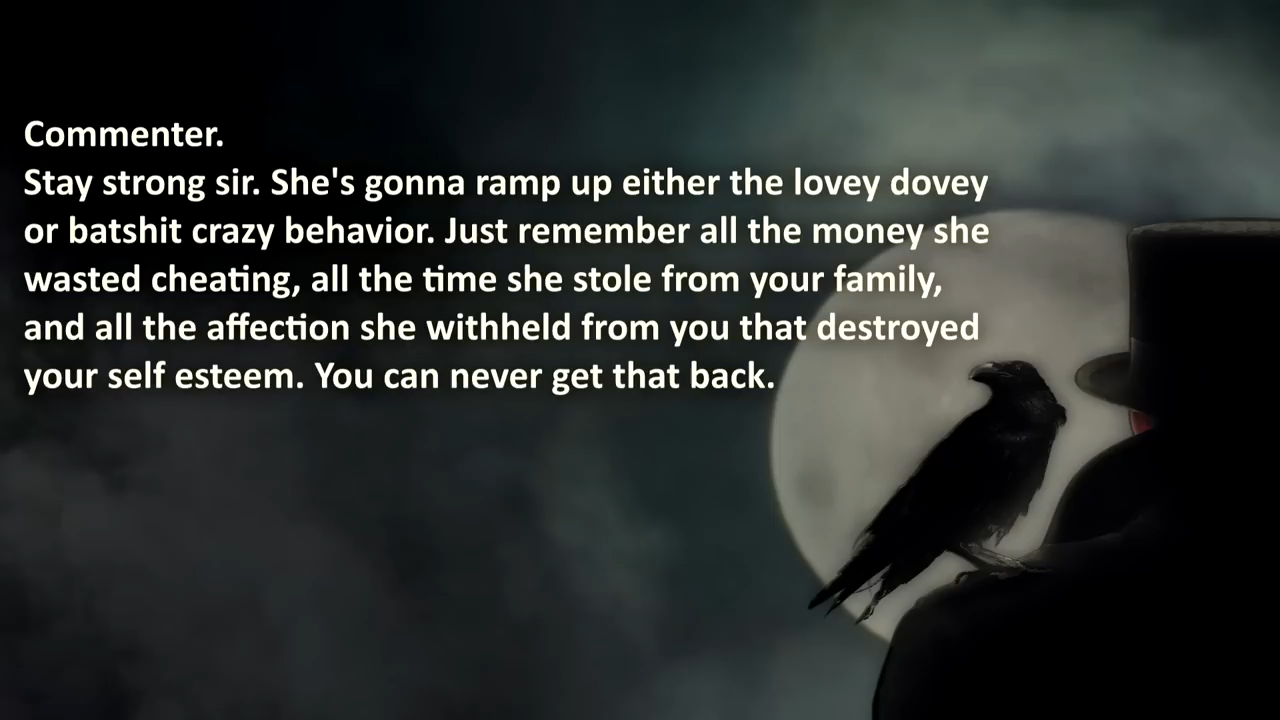 Commenter.
Stay strong sir. She's gonna ramp up either the lovey dovey
or batshit crazy behavior. Just remember all the money she
wasted cheating, all the time she stole from your family,
and all the affection she withheld from you that destroyed
your self esteem. You can never get that back.